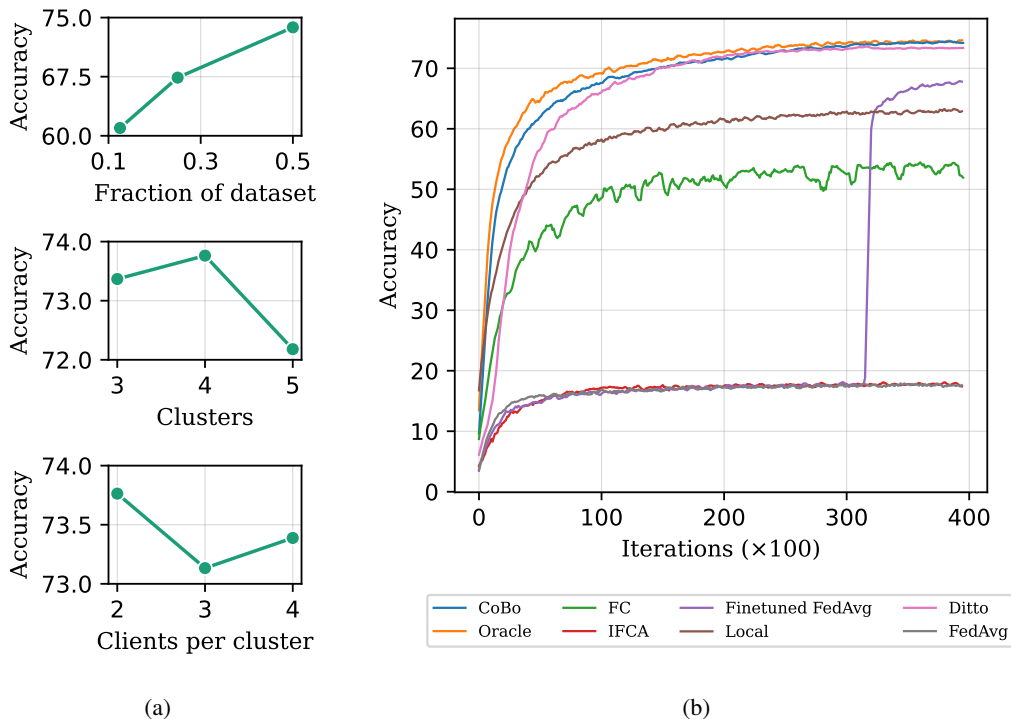 75.0
67.5
60.0
Accuracy
0.1 0.3 0.5
Fraction of dataset
74.0
73.0
72.0
Accuracy
3 4 5
Clusters
74.0
73.5
73.0
Accuracy
2 3 4
Clients per cluster
(a)
70
60
50
40
30
20
10
0
Accuracy
0 100 200 300 400
Iterations (×100)
CoBo FC Finetuned FedAvg Ditto
Oracle IFCA Local FedAvg
(b)